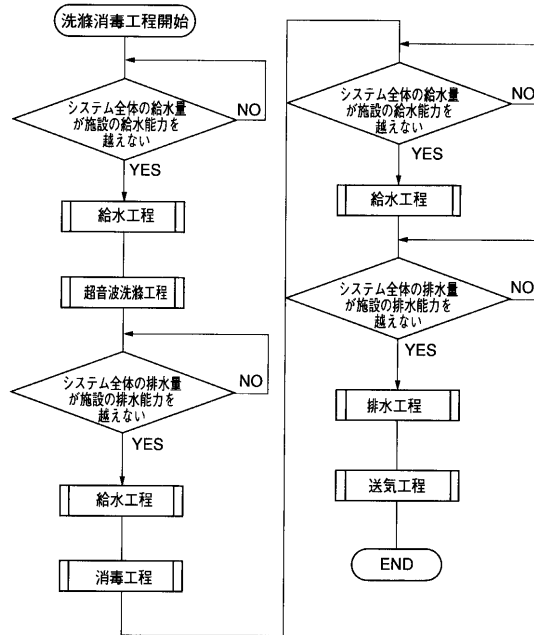 洗滌消毒工程開始
システム全体の給水量
が施設の給水能力を
越えない
NO
YES
給水工程
超音波洗滌工程
システム全体の排水量
が施設の排水能力を
越えない
NO
YES
給水工程
消毒工程
システム全体の給水量
が施設の給水能力を
越えない
NO
YES
給水工程
システム全体の排水量
が施設の排水能力を
越えない
NO
YES
排水工程
送気工程
END